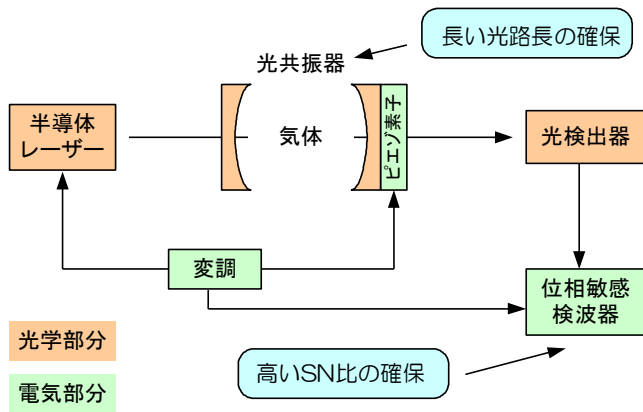 長い光路長の確保
光共振器
半導体
レーザー
気体
ピエゾ素子
光検出器
変調
位相敏感
検波器
光学部分
高いSN比の確保
電気部分